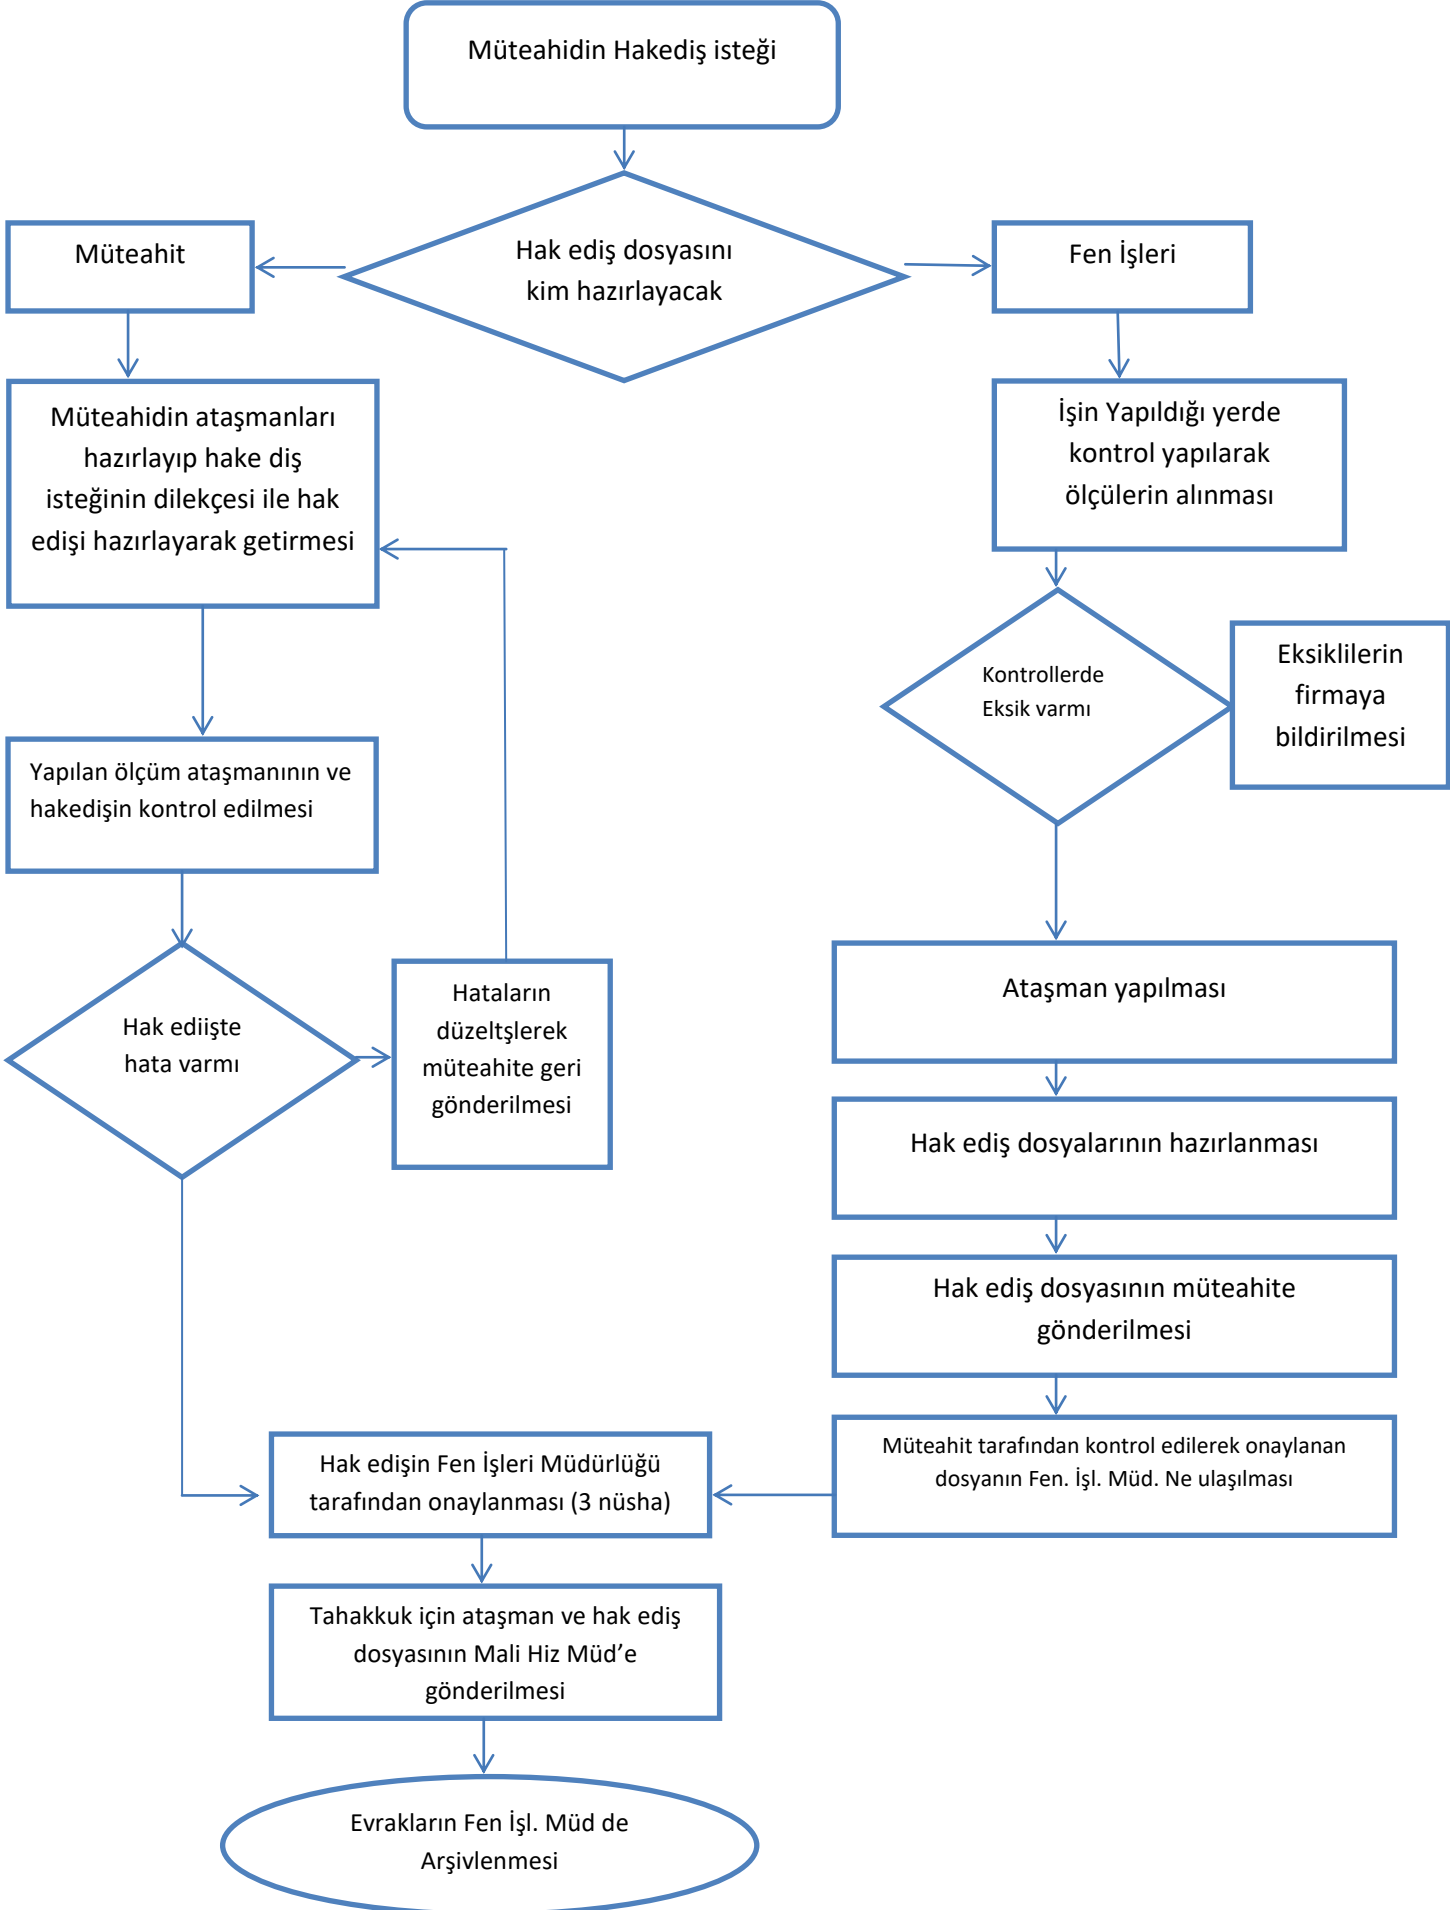 Müteahidin Hakediş isteği
Hak ediş dosyasını
kim hazırlayacak
Müteahit
Fen İşleri
Müteahidin ataşmanları
hazırlayıp hake diş
isteğinin dilekçesi ile hak
edişi hazırlayarak getirmesi
İşin Yapıldığı yerde
kontrol yapılarak
ölçülerin alınması
Kontrollerde
Eksik varmı
Eksiklilerin
firmaya
bildirilmesi
Yapılan ölçüm ataşmanının ve
hakedişin kontrol edilmesi
Hak ediişte
hata varmı
Hataların
düzeltşlerek
müteahite geri
gönderilmesi
Ataşman yapılması
Hak ediş dosyalarının hazırlanması
Hak ediş dosyasının müteahite
gönderilmesi
Müteahit tarafından kontrol edilerek onaylanan
dosyanın Fen. İşl. Müd. Ne ulaşılması
Hak edişin Fen İşleri Müdürlüğü
tarafından onaylanması (3 nüsha)
Tahakkuk için ataşman ve hak ediş
dosyasının Mali Hiz Müd’e
gönderilmesi
Evrakların Fen İşl. Müd de
Arşivlenmesi